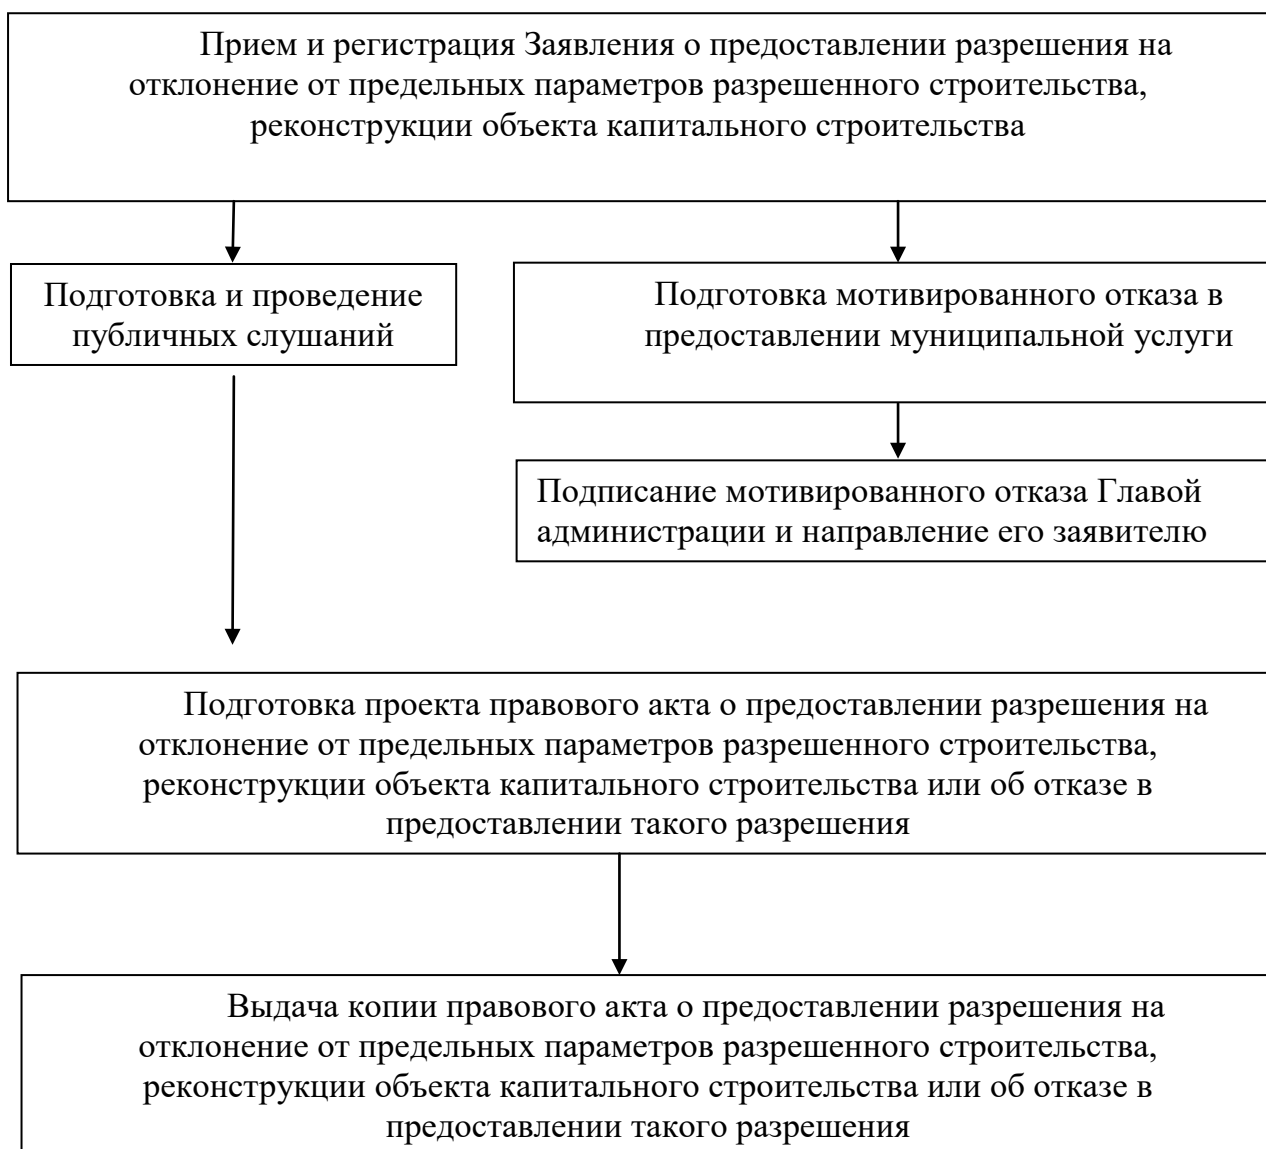 Прием и регистрация Заявления о предоставлении разрешения на
отклонение от предельных параметров разрешенного строительства,
реконструкции объекта капитального строительства
Подготовка и проведение
публичных слушаний
Подготовка мотивированного отказа в
предоставлении муниципальной услуги
Подписание мотивированного отказа Главой
администрации и направление его заявителю
Подготовка проекта правового акта о предоставлении разрешения на
отклонение от предельных параметров разрешенного строительства,
реконструкции объекта капитального строительства или об отказе в
предоставлении такого разрешения
Выдача копии правового акта о предоставлении разрешения на
отклонение от предельных параметров разрешенного строительства,
реконструкции объекта капитального строительства или об отказе в
предоставлении такого разрешения